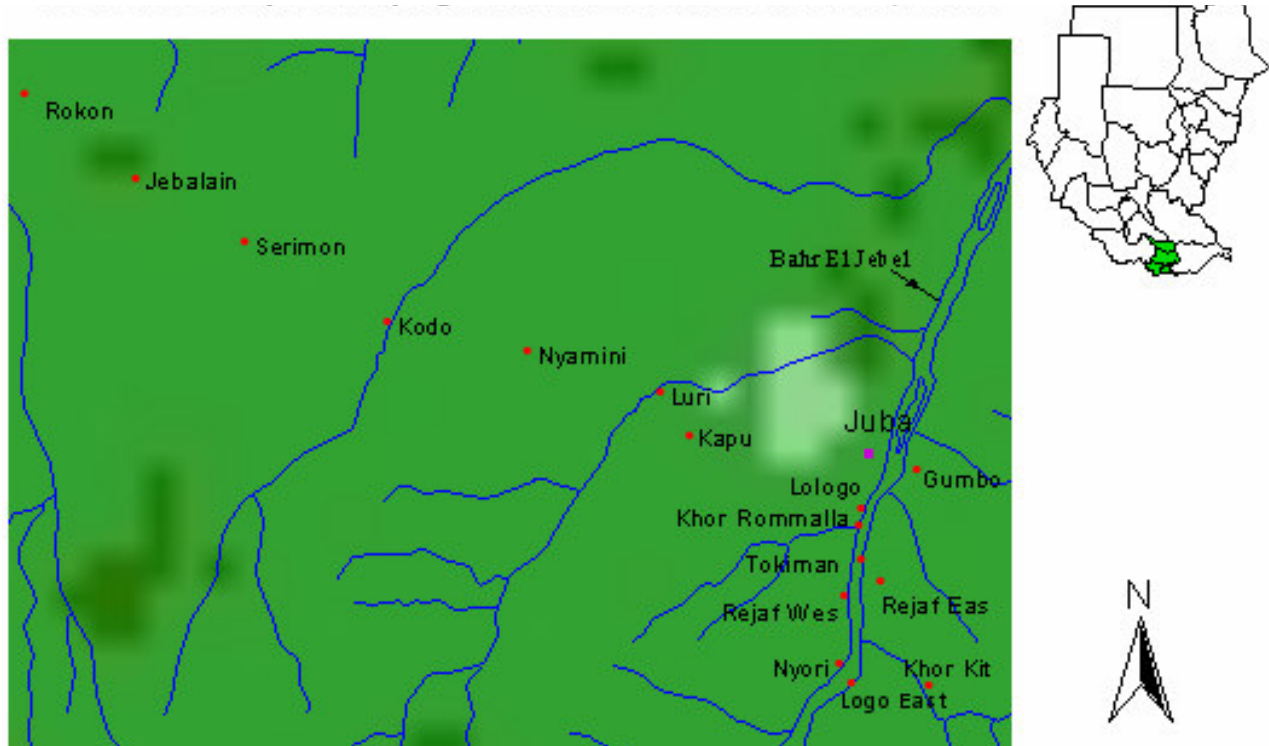 Rokon
Jebalain
Serimon
Bahr El Jebel
Kodo
Nyamini
Luri
Juba
Kapu
Gumbo
Lologo
Khor Rommalla
Tokiman
Rejaf Wes
Rejaf Eas
Nyori
Khor Kit
Logo East
N